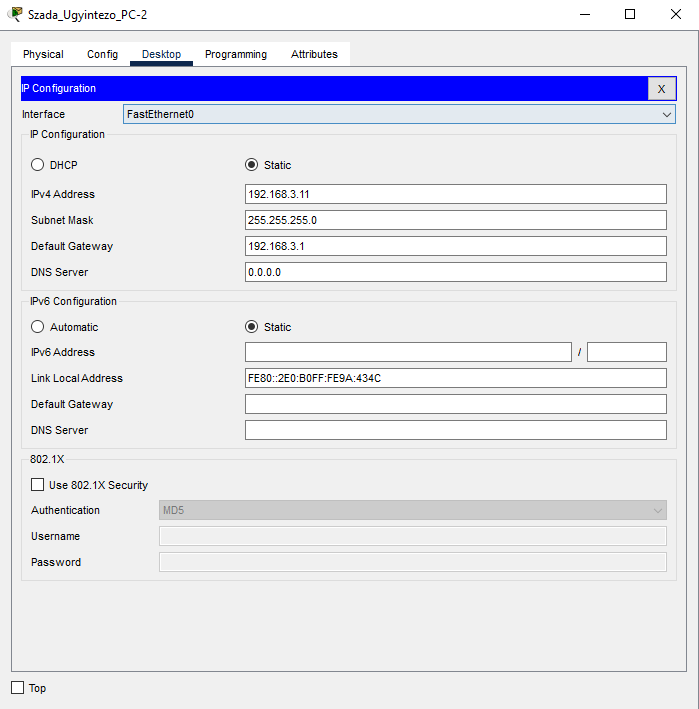 Szada_Ugyintezo_PC-2
Physical Config Desktop Programming Attributes
IP Configuration X
Interface FastEthernet0
IP Configuration
DHCP Static
IPv4 Address 192.168.3.11
Subnet Mask 255.255.255.0
Default Gateway 192.168.3.1
DNS Server 0.0.0.0
IPv6 Configuration
Automatic Static
IPv6 Address /
Link Local Address FE80::2E0:B0FF:FE9A:434C
Default Gateway
DNS Server
802.1X
Use 802.1X Security
Authentication MD5
Username
Password
Top